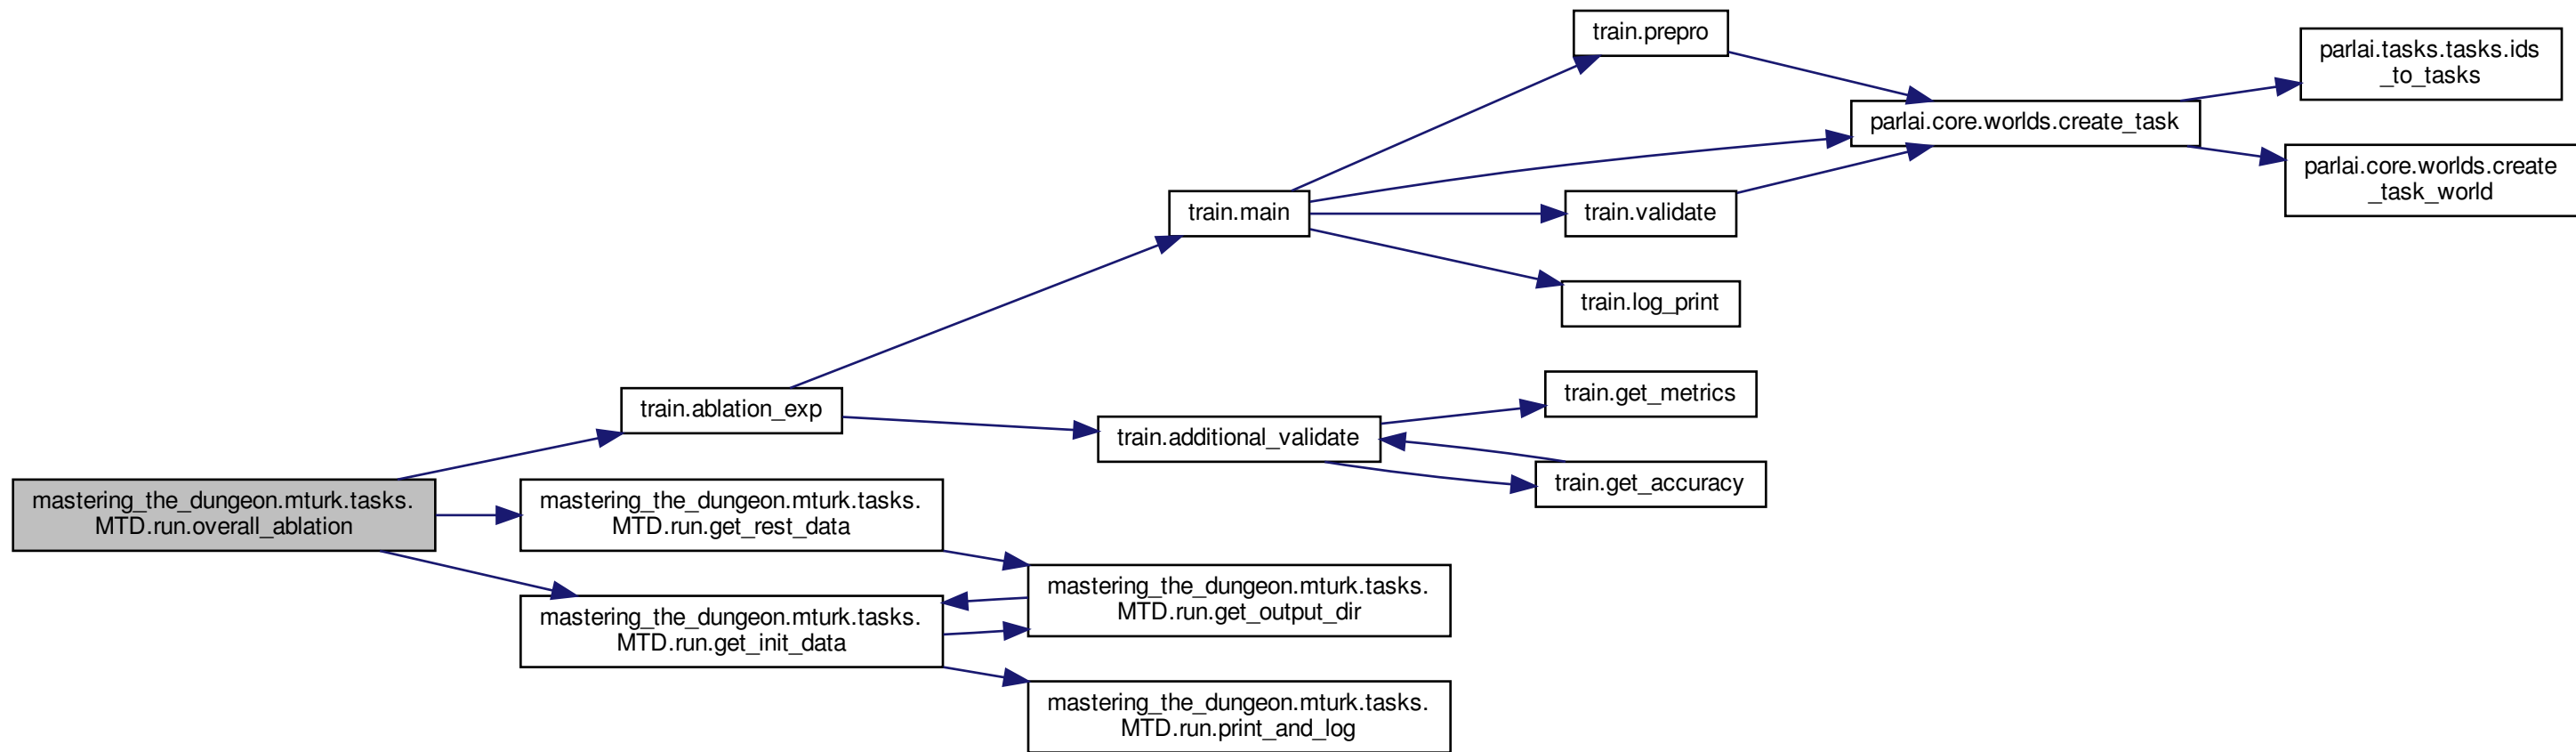 train.prepro
parlai.tasks.tasks.ids
_to_tasks
parlai.core.worlds.create_task
parlai.core.worlds.create
_task_world
train.main
train.validate
train.log_print
train.ablation_exp
train.get_metrics
train.additional_validate
train.get_accuracy
mastering_the_dungeon.mturk.tasks.
MTD.run.overall_ablation
mastering_the_dungeon.mturk.tasks.
MTD.run.get_rest_data
mastering_the_dungeon.mturk.tasks.
MTD.run.get_output_dir
mastering_the_dungeon.mturk.tasks.
MTD.run.get_init_data
mastering_the_dungeon.mturk.tasks.
MTD.run.print_and_log